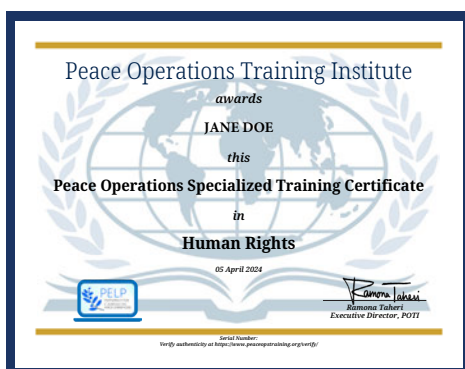 Peace Operations Training Institute
awards
JANE DOE
this
Peace Operations Specialized Training Certificate
in
Human Rights
05 April 2024
PELP
Ramona Taheri
Ramona Taheri
Executive Director, POTI
Serial Number:
Verify authenticity at https://www.peaceopstraining.org/verify/